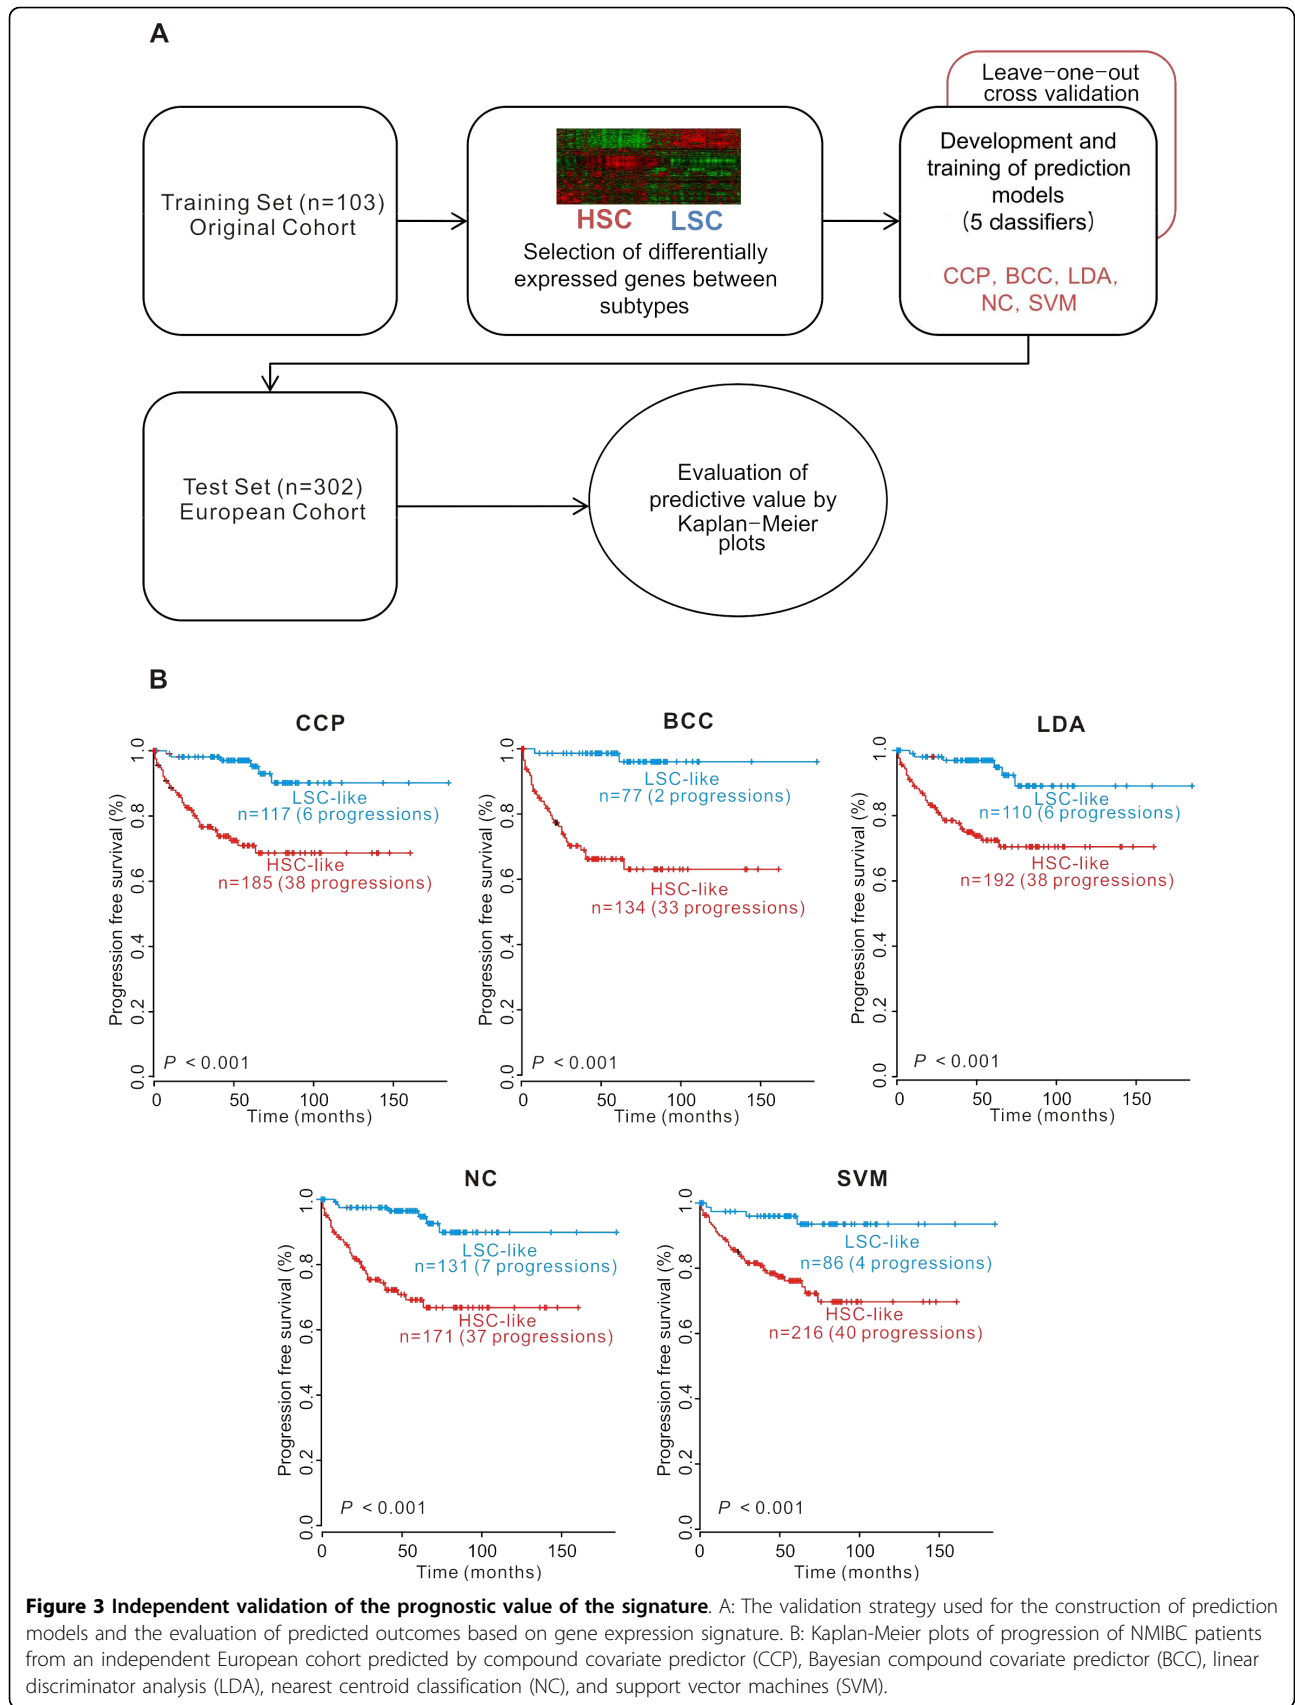 A
Leave-one-out
cross validation
Training Set (n=103)
Original Cohort
HSC LSC
Selection of differentially
expressed genes between
subtypes
Development and
training of prediction
models
(5 classifiers)
CCP, BCC, LDA,
NC, SVM
Test Set (n=302)
European Cohort
Evaluation of
predictive value by
Kaplan-Meier
plots
B
CCP
Progression free survival (%)
1.0
0.8
0.6
0.4
0.2
0.0
LSC-like
n=117 (6 progressions)
HSC-like
n=185 (38 progressions)
P < 0.001
0 50 100 150
Time (months)
BCC
Progression free survival (%)
1.0
0.8
0.6
0.4
0.2
0.0
LSC-like
n=77 (2 progressions)
HSC-like
n=134 (33 progressions)
P < 0.001
0 50 100 150
Time (months)
LDA
Progression free survival (%)
1.0
0.8
0.6
0.4
0.2
0.0
LSC-like
n=110 (6 progressions)
HSC-like
n=192 (38 progressions)
P < 0.001
0 50 100 150
Time (months)
NC
Progression free survival (%)
1.0
0.8
0.6
0.4
0.2
0.0
LSC-like
n=131 (7 progressions)
HSC-like
n=171 (37 progressions)
P < 0.001
0 50 100 150
Time (months)
SVM
Progression free survival (%)
1.0
0.8
0.6
0.4
0.2
0.0
LSC-like
n=86 (4 progressions)
HSC-like
n=216 (40 progressions)
P < 0.001
0 50 100 150
Time (months)
Figure 3 Independent validation of the prognostic value of the signature. A: The validation strategy used for the construction of prediction
models and the evaluation of predicted outcomes based on gene expression signature. B: Kaplan-Meier plots of progression of NMIBC patients
from an independent European cohort predicted by compound covariate predictor (CCP), Bayesian compound covariate predictor (BCC), linear
discriminator analysis (LDA), nearest centroid classification (NC), and support vector machines (SVM).